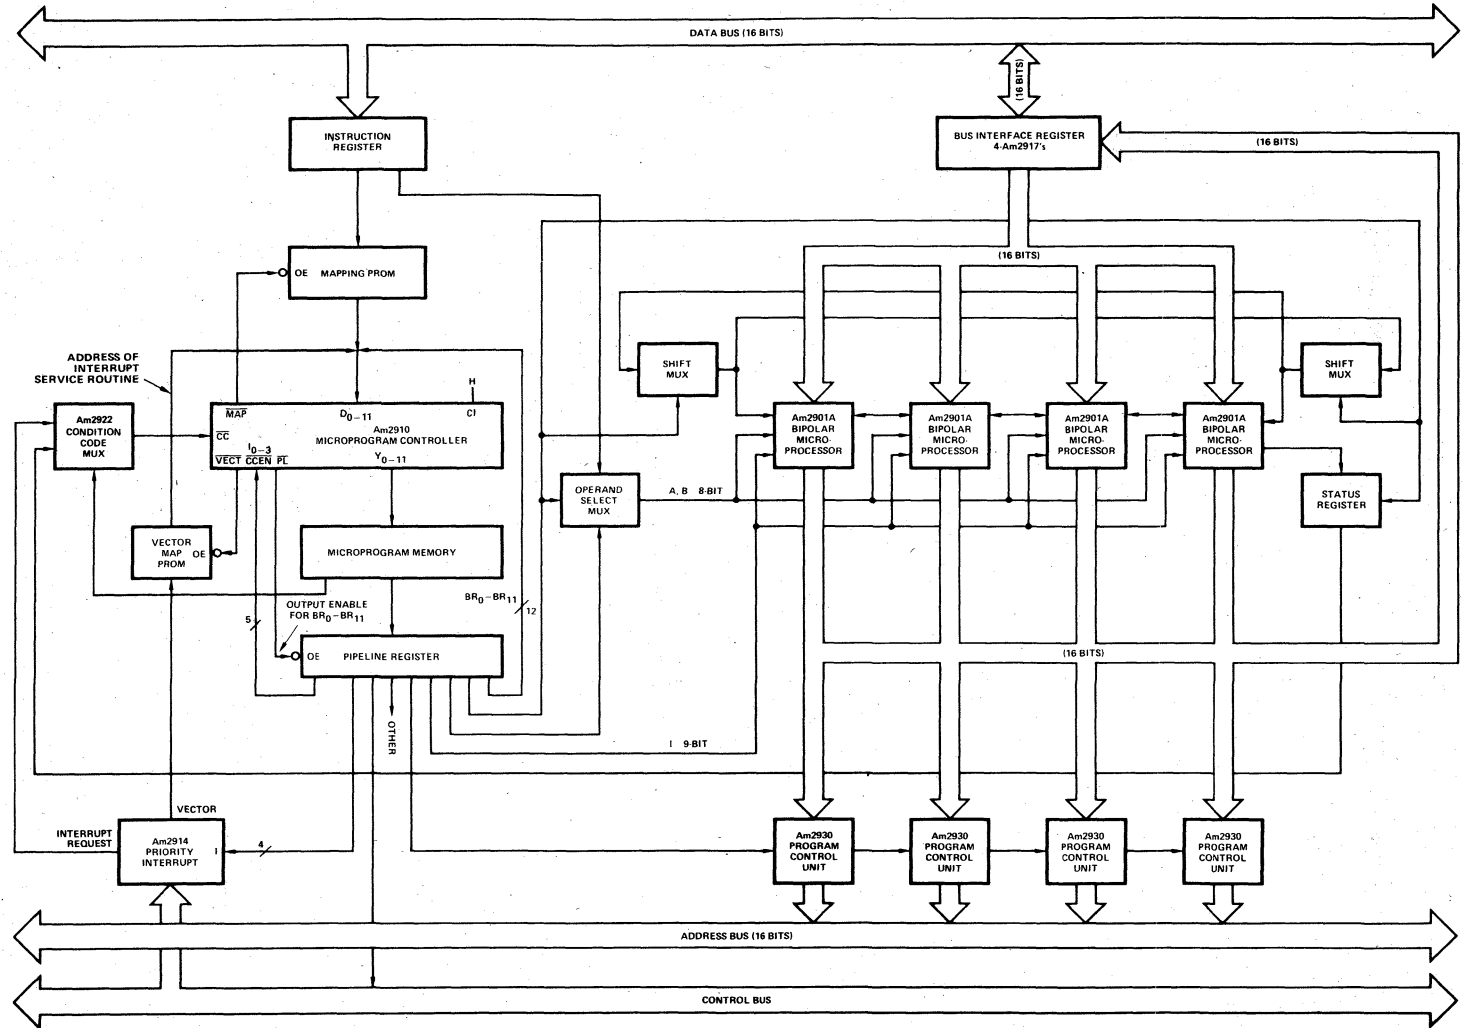 DATA BUS (16 BITS)
(16 BITS)
INSTRUCTION
REGISTER
BUS INTERFACE REGISTER
4-Am2917's
(16 BITS)
(16 BITS)
OE MAPPING PROM
ADDRESS OF
INTERRUPT
SERVICE ROUTINE
SHIFT
MUX
SHIFT
MUX
H
MAP
D0–11
CI
Am2910
MICROPROGRAM CONTROLLER
CC
I0–3
VECT CCEN PL
Y0–11
Am2922
CONDITION
CODE
MUX
Am2901A
BIPOLAR
MICRO-
PROCESSOR
Am2901A
BIPOLAR
MICRO-
PROCESSOR
Am2901A
BIPOLAR
MICRO-
PROCESSOR
Am2901A
BIPOLAR
MICRO-
PROCESSOR
OPERAND
SELECT
MUX
A, B 8-BIT
STATUS
REGISTER
VECTOR
MAP
PROM
OE
MICROPROGRAM MEMORY
BR0–BR11
12
OUTPUT ENABLE
FOR BR0–BR11
5
OE PIPELINE REGISTER
(16 BITS)
OTHER
I 9-BIT
VECTOR
INTERRUPT
REQUEST
Am2914
PRIORITY
INTERRUPT
I
4
Am2930
PROGRAM
CONTROL
UNIT
Am2930
PROGRAM
CONTROL
UNIT
Am2930
PROGRAM
CONTROL
UNIT
Am2930
PROGRAM
CONTROL
UNIT
ADDRESS BUS (16 BITS)
CONTROL BUS